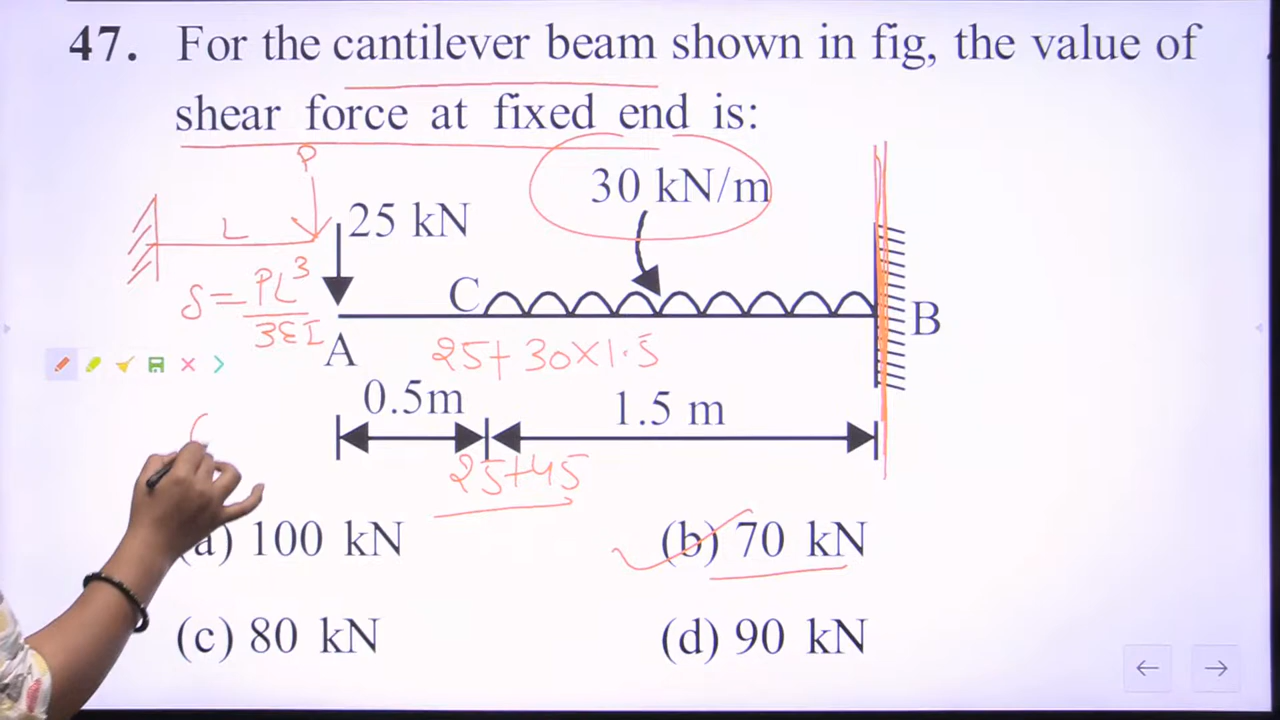 47. For the cantilever beam shown in fig, the value of
shear force at fixed end is:
P
30 kN/m
25 kN
L
δ = PL³
3EI
C
B
A
25 + 30 × 1.5
0.5m
1.5 m
25 + 45
(a) 100 kN
(b) 70 kN
(c) 80 kN
(d) 90 kN